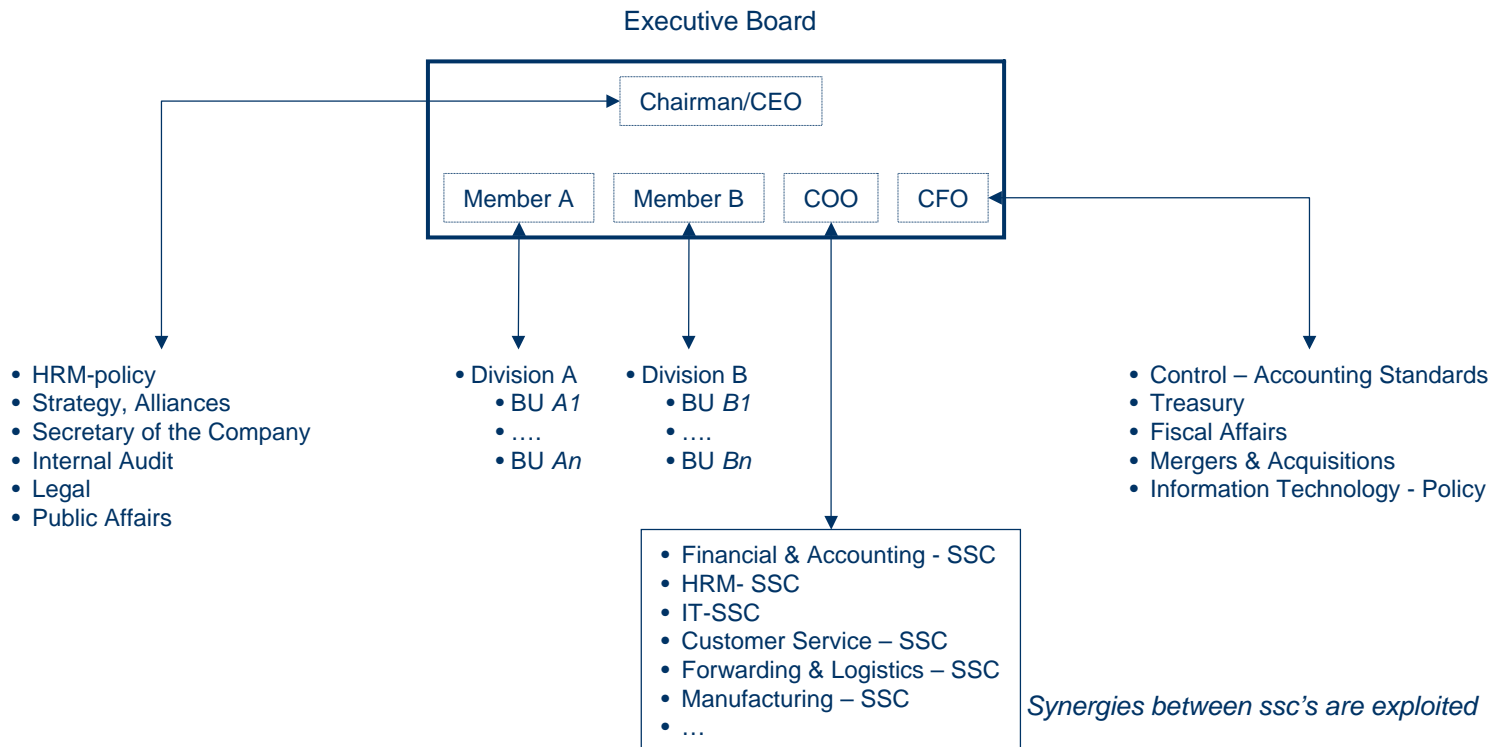 Executive Board
Chairman/CEO
Member A
Member B
COO
CFO
• HRM-policy
• Strategy, Alliances
• Secretary of the Company
• Internal Audit
• Legal
• Public Affairs
• Division A
• BU A1
• ….
• BU An
• Division B
• BU B1
• ….
• BU Bn
• Control – Accounting Standards
• Treasury
• Fiscal Affairs
• Mergers & Acquisitions
• Information Technology - Policy
• Financial & Accounting - SSC
• HRM- SSC
• IT-SSC
• Customer Service – SSC
• Forwarding & Logistics – SSC
• Manufacturing – SSC
• …
Synergies between ssc's are exploited